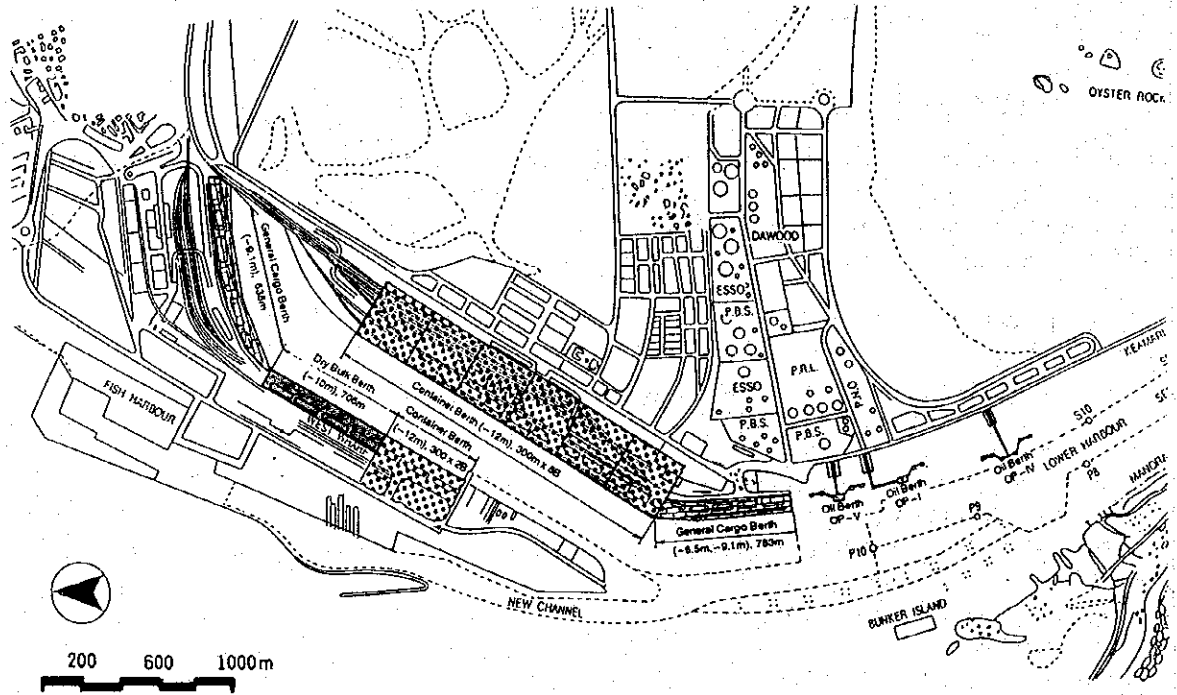 OYSTER ROCK
DAWOOD
ESSO
P.B.S.
ESSO
P.B.S.
P.R.L.
P.N.O
P.B.S.
General Cargo Berth
(-9.1m), 638m
Dry Bulk Berth
(-10m), 706m
Container Berth
(-12m), 300 x 2B
Container Berth (-12m), 300m x 5B
FISH HARBOUR
WEST WHARF
General Cargo Berth
(-8.5m, -9.1m), 783m
Oil Berth
OP-V
Oil Berth
OP-I
Oil Berth
OP-IV
LOWER HARBOUR
KEAMARI
S10
P8
P9
P10
MANORA
NEW CHANNEL
BUNKER ISLAND
200 600 1000m